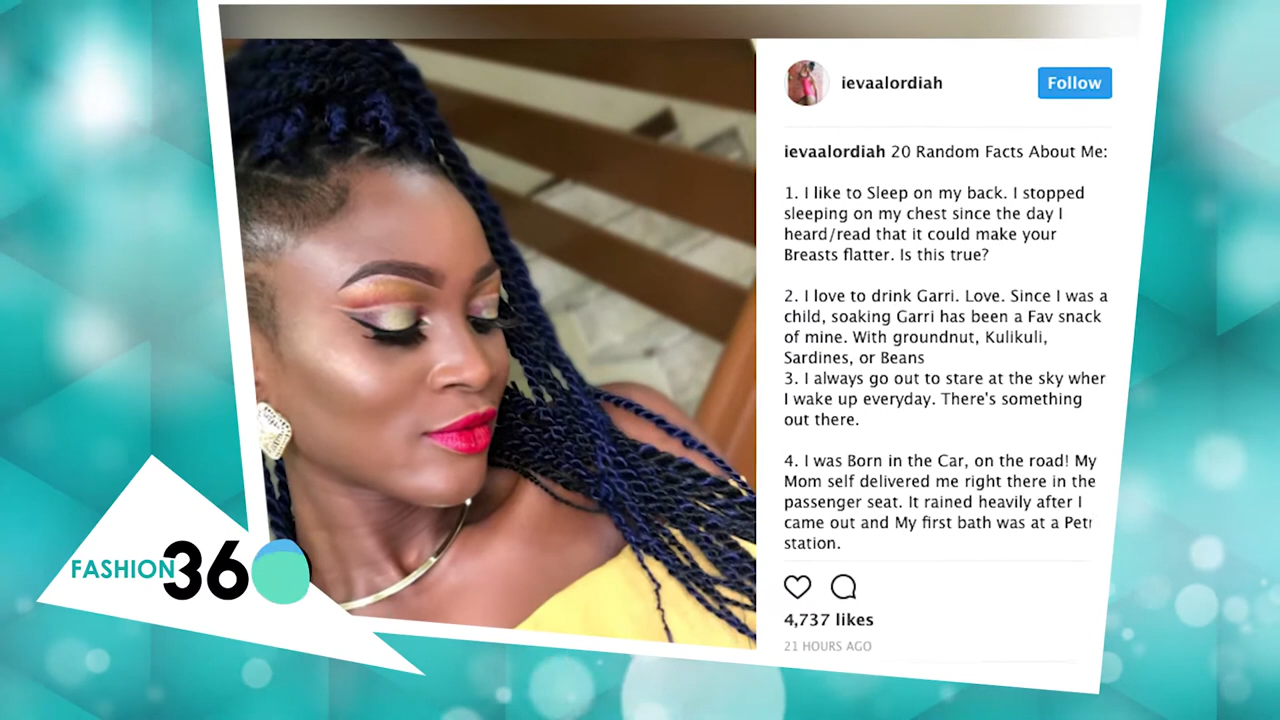 ievaalordiah
Follow
ievaalordiah 20 Random Facts About Me:
1. I like to Sleep on my back. I stopped
sleeping on my chest since the day I
heard/read that it could make your
Breasts flatter. Is this true?
2. I love to drink Garri. Love. Since I was a
child, soaking Garri has been a Fav snack
of mine. With groundnut, Kulikuli,
Sardines, or Beans
3. I always go out to stare at the sky wher
I wake up everyday. There's something
out there.
4. I was Born in the Car, on the road! My
Mom self delivered me right there in the
passenger seat. It rained heavily after I
came out and My first bath was at a Petr
station.
4,737 likes
21 HOURS AGO
FASHION360